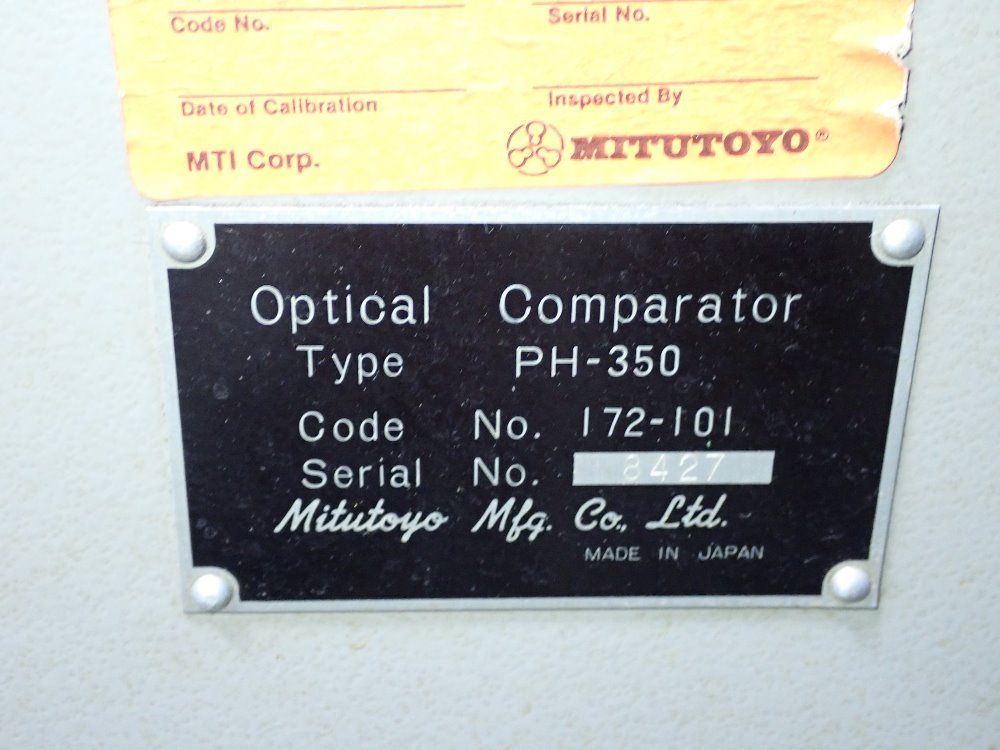 Code No. Serial No.
Date of Calibration Inspected By
MTI Corp. MITUTOYO®
Optical Comparator
Type PH-350
Code No. 172-101
Serial No. 18427
Mitutoyo Mfg. Co., Ltd.
MADE IN JAPAN